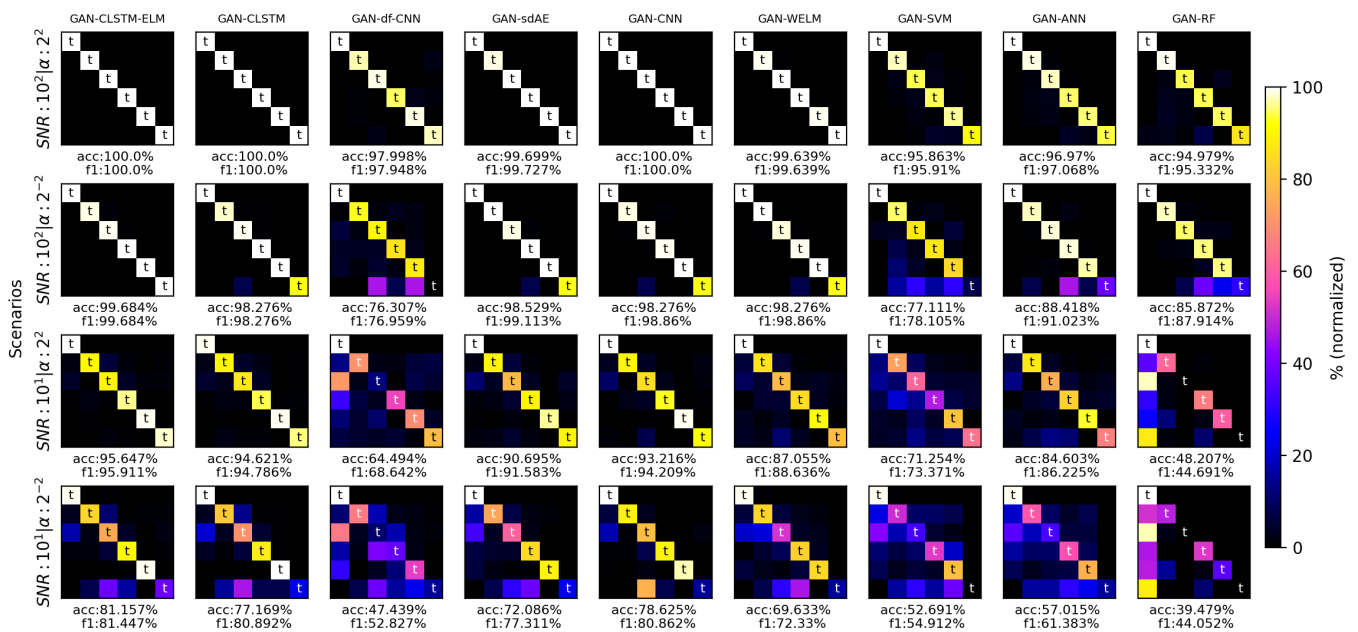 GAN-CLSTM-ELM GAN-CLSTM GAN-df-CNN GAN-sdAE GAN-CNN GAN-WELM GAN-SVM GAN-ANN GAN-RF
SNR : 10² | α : 2²
t t t t t t
t t t t t t
t t t t t t
t t t t t t
t t t t t t
t t t t t t
t t t t t t
t t t t t t
t t t t t t
acc:100.0% acc:100.0% acc:97.998% acc:99.699% acc:100.0% acc:99.639% acc:95.863% acc:96.97% acc:94.979%
f1:100.0% f1:100.0% f1:97.948% f1:99.727% f1:100.0% f1:99.639% f1:95.91% f1:97.068% f1:95.332%
SNR : 10² | α : 2⁻²
t t t t t t
t t t t t t
t t t t t t
t t t t t t
t t t t t t
t t t t t t
t t t t t t
t t t t t t
t t t t t t
acc:99.684% acc:98.276% acc:76.307% acc:98.529% acc:98.276% acc:98.276% acc:77.111% acc:88.418% acc:85.872%
f1:99.684% f1:98.276% f1:76.959% f1:99.113% f1:98.86% f1:98.86% f1:78.105% f1:91.023% f1:87.914%
Scenarios
SNR : 10¹ | α : 2²
t t t t t t
t t t t t t
t t t t t t
t t t t t t
t t t t t t
t t t t t t
t t t t t t
t t t t t t
t t t t t t
acc:95.647% acc:94.621% acc:64.494% acc:90.695% acc:93.216% acc:87.055% acc:71.254% acc:84.603% acc:48.207%
f1:95.911% f1:94.786% f1:68.642% f1:91.583% f1:94.209% f1:88.636% f1:73.371% f1:86.225% f1:44.691%
SNR : 10¹ | α : 2⁻²
t t t t t t
t t t t t t
t t t t t t
t t t t t t
t t t t t t
t t t t t t
t t t t t t
t t t t t t
t t t t t t
acc:81.157% acc:77.169% acc:47.439% acc:72.086% acc:78.625% acc:69.633% acc:52.691% acc:57.015% acc:39.479%
f1:81.447% f1:80.892% f1:52.827% f1:77.311% f1:80.862% f1:72.33% f1:54.912% f1:61.383% f1:44.052%
100
80
60
40
20
0
% (normalized)